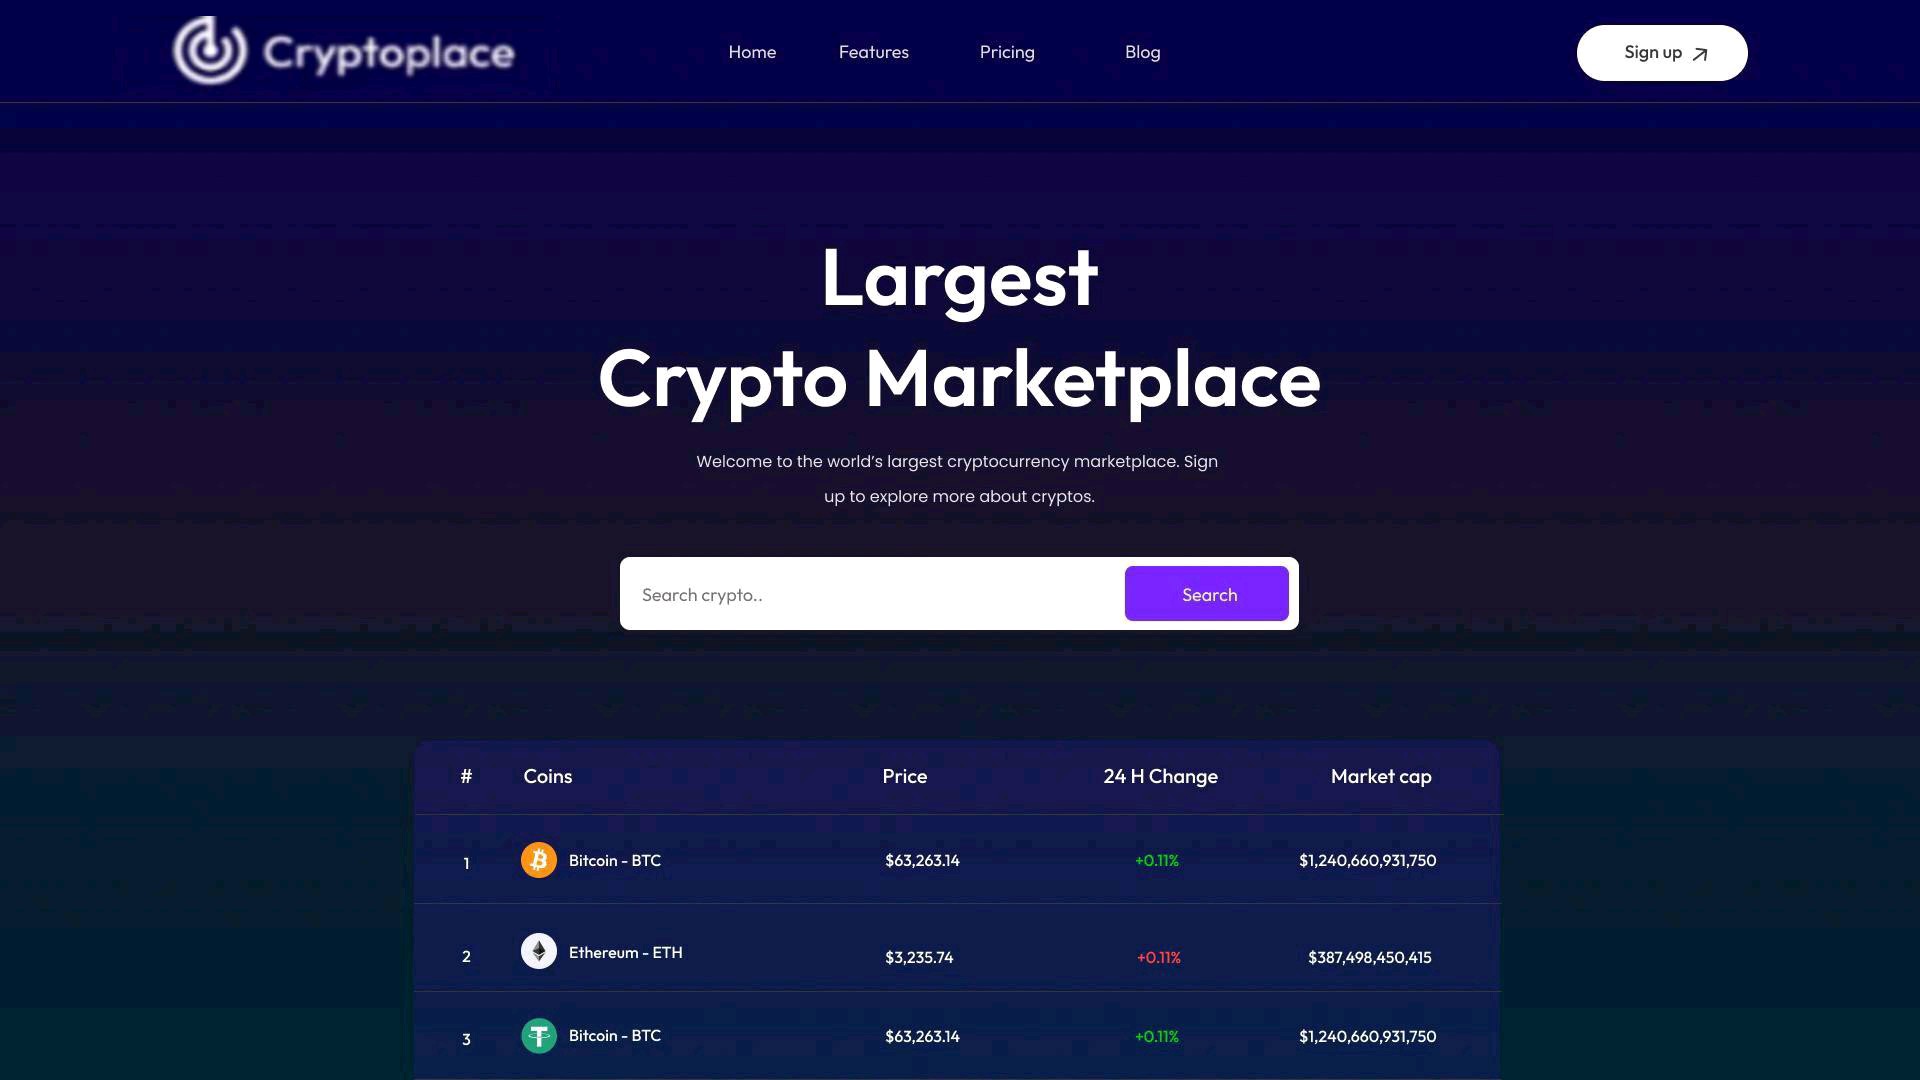 Cryptoplace
Home Features Pricing Blog
Sign up
Largest
Crypto Marketplace
Welcome to the world’s largest cryptocurrency marketplace. Sign
up to explore more about cryptos.
Search crypto.. Search
# Coins Price 24 H Change Market cap
1 Bitcoin - BTC $63,263.14 +0.11% $1,240,660,931,750
2 Ethereum - ETH $3,235.74 +0.11% $387,498,450,415
3 Bitcoin - BTC $63,263.14 +0.11% $1,240,660,931,750